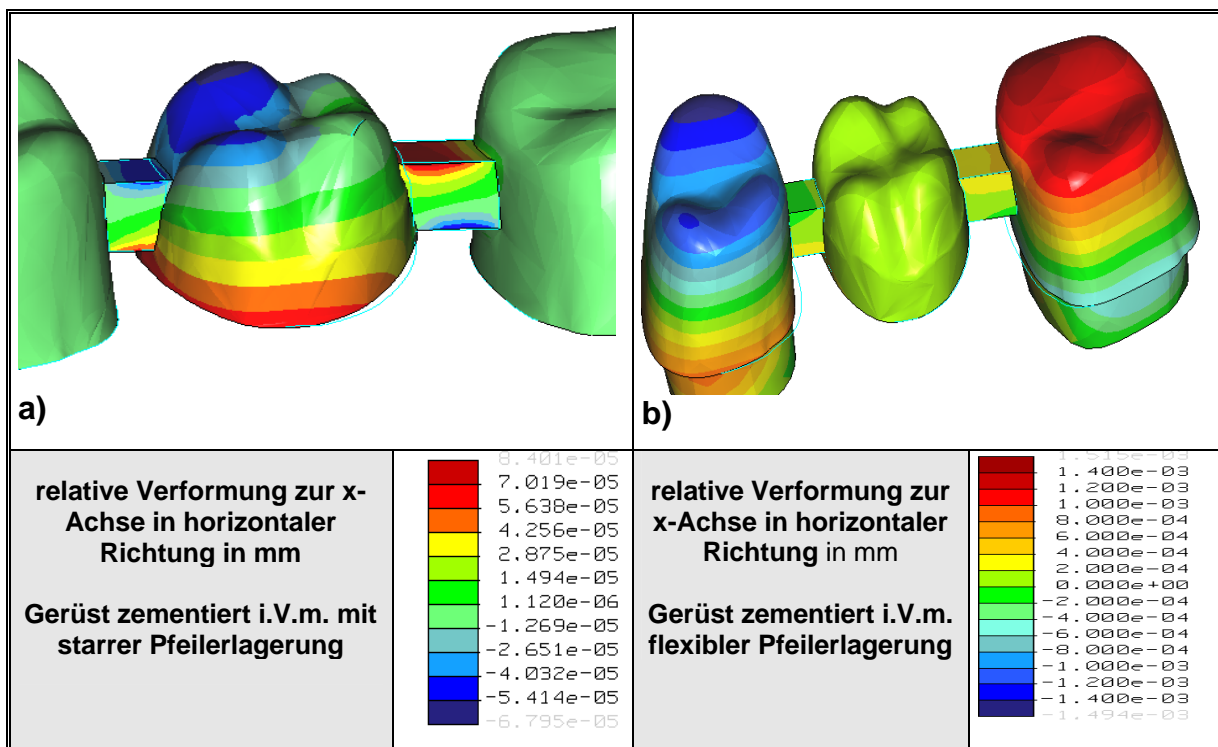 a)
b)
relative Verformung zur x-
Achse in horizontaler
Richtung in mm
Gerüst zementiert i.V.m. mit
starrer Pfeilerlagerung
8.401e-05
7.019e-05
5.638e-05
4.256e-05
2.875e-05
1.494e-05
1.120e-06
-1.269e-05
-2.651e-05
-4.032e-05
-5.414e-05
-6.795e-05
relative Verformung zur
x-Achse in horizontaler
Richtung in mm
Gerüst zementiert i.V.m.
flexibler Pfeilerlagerung
1.515e-03
1.400e-03
1.200e-03
1.000e-03
8.000e-04
6.000e-04
4.000e-04
2.000e-04
0.000e+00
-2.000e-04
-4.000e-04
-6.000e-04
-8.000e-04
-1.000e-03
-1.200e-03
-1.400e-03
-1.494e-03